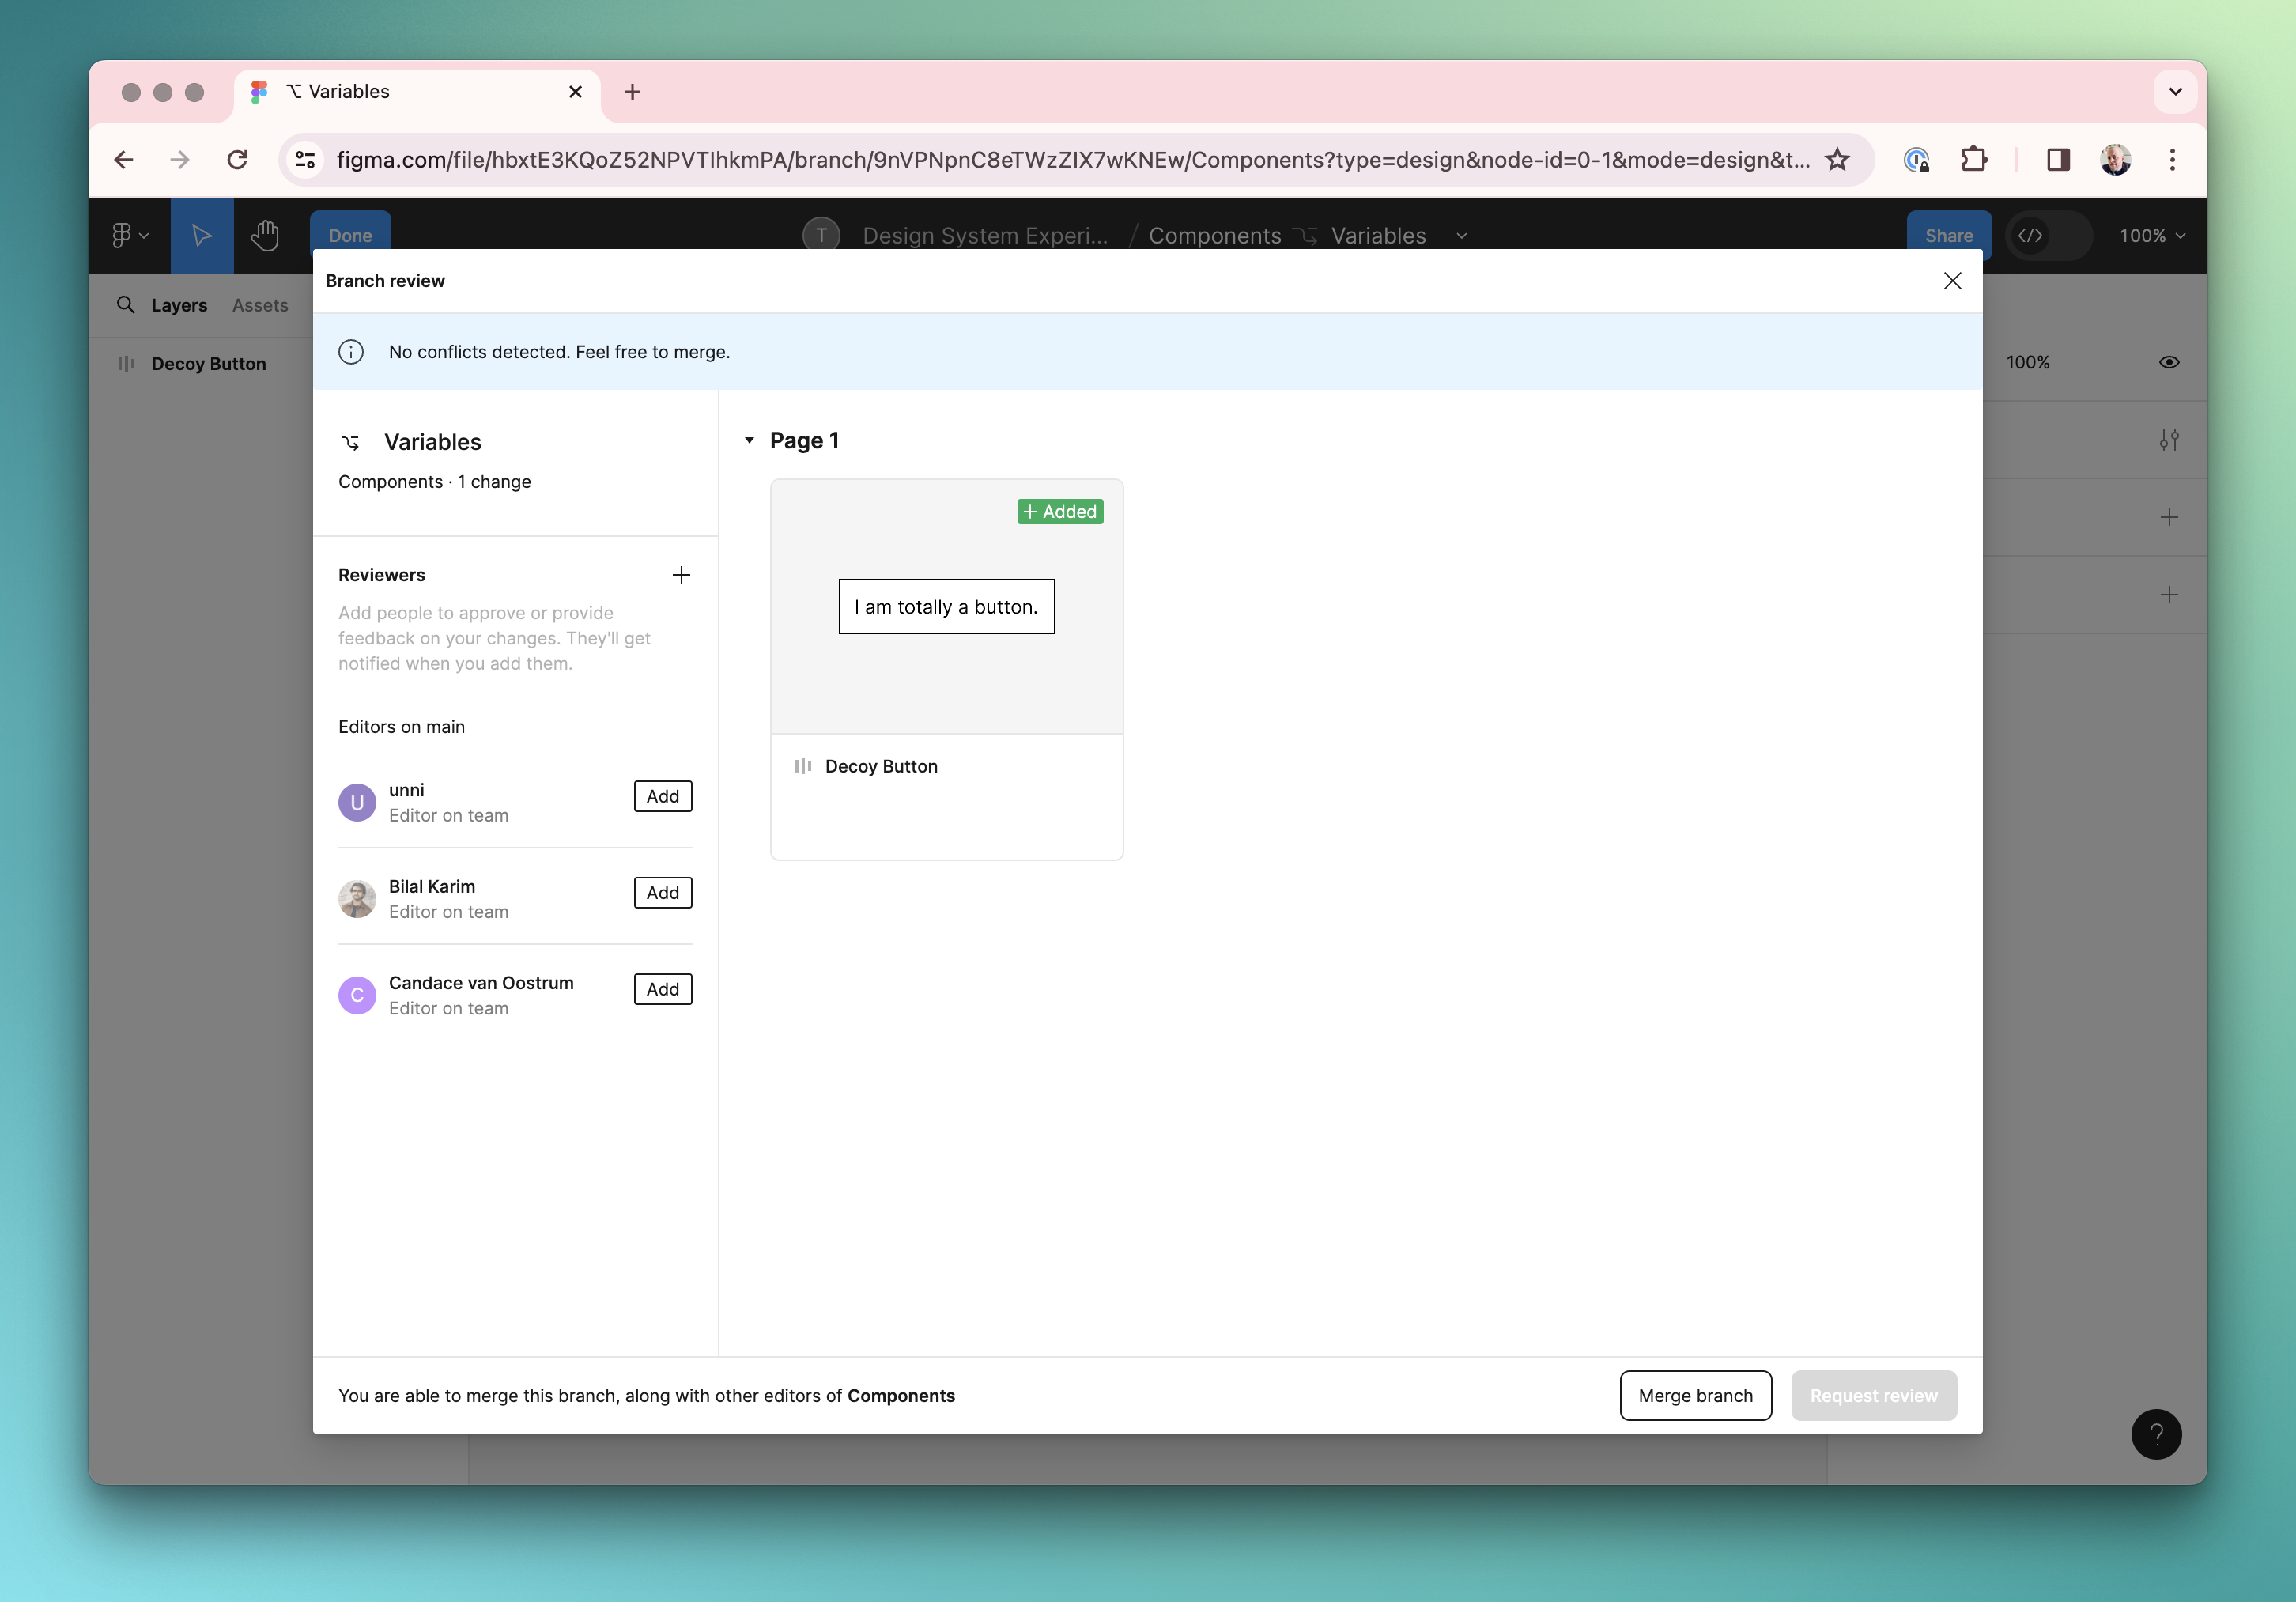 Variables
figma.com/file/hbxtE3KQoZ52NPVTIhkmPA/branch/9nVPNpnC8eTWzZIX7wKNEw/Components?type=design&node-id=0-1&mode=design&t...
Done
T
Design System Experi... / Components Variables
Share
100%
Layers Assets
Decoy Button
100%
Branch review
No conflicts detected. Feel free to merge.
Variables
Components · 1 change
Reviewers
Add people to approve or provide
feedback on your changes. They'll get
notified when you add them.
Editors on main
U
unni
Editor on team
Add
Bilal Karim
Editor on team
Add
C
Candace van Oostrum
Editor on team
Add
Page 1
+ Added
I am totally a button.
Decoy Button
You are able to merge this branch, along with other editors of Components
Merge branch
Request review
?